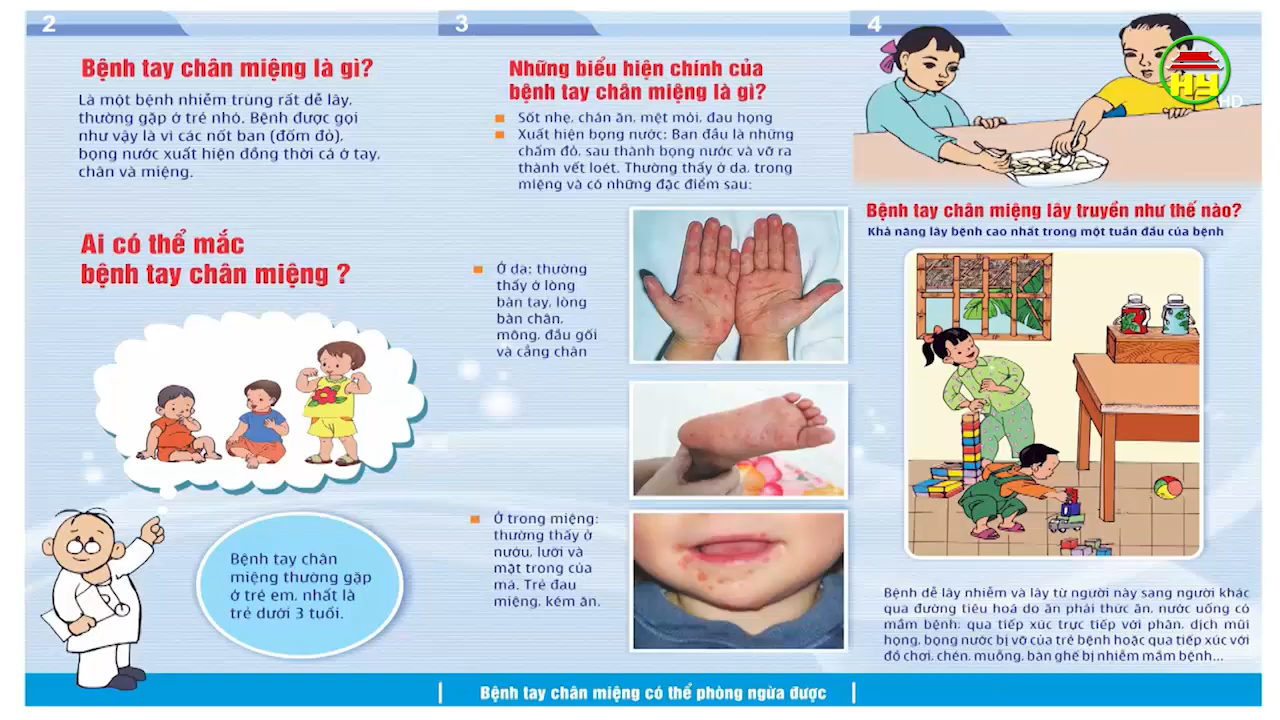 2
Bệnh tay chân miệng là gì?
Là một bệnh nhiễm trùng rất dễ lây,
thường gặp ở trẻ nhỏ. Bệnh được gọi
như vậy là vì các nốt ban (đốm đỏ),
bọng nước xuất hiện đồng thời cả ở tay,
chân và miệng.
Ai có thể mắc
bệnh tay chân miệng ?
Bệnh tay chân
miệng thường gặp
ở trẻ em, nhất là
trẻ dưới 3 tuổi.
3
Những biểu hiện chính của
bệnh tay chân miệng là gì?
Sốt nhẹ, chán ăn, mệt mỏi, đau họng
Xuất hiện bọng nước: Ban đầu là những
chấm đỏ, sau thành bọng nước và vỡ ra
thành vết loét. Thường thấy ở da, trong
miệng và có những đặc điểm sau:
Ở da: thường
thấy ở lòng
bàn tay, lòng
bàn chân,
mông, đầu gối
và cẳng chân
Ở trong miệng:
thường thấy ở
nướu, lưỡi và
mặt trong của
má. Trẻ đau
miệng, kém ăn.
4
HY
HD
Bệnh tay chân miệng lây truyền như thế nào?
Khả năng lây bệnh cao nhất trong một tuần đầu của bệnh
Bệnh dễ lây nhiễm và lây từ người này sang người khác
qua đường tiêu hoá do ăn phải thức ăn, nước uống có
mầm bệnh; qua tiếp xúc trực tiếp với phân, dịch mũi
họng, bọng nước bị vỡ của trẻ bệnh hoặc qua tiếp xúc với
đồ chơi, chén, muỗng, bàn ghế bị nhiễm mầm bệnh...
Bệnh tay chân miệng có thể phòng ngừa được